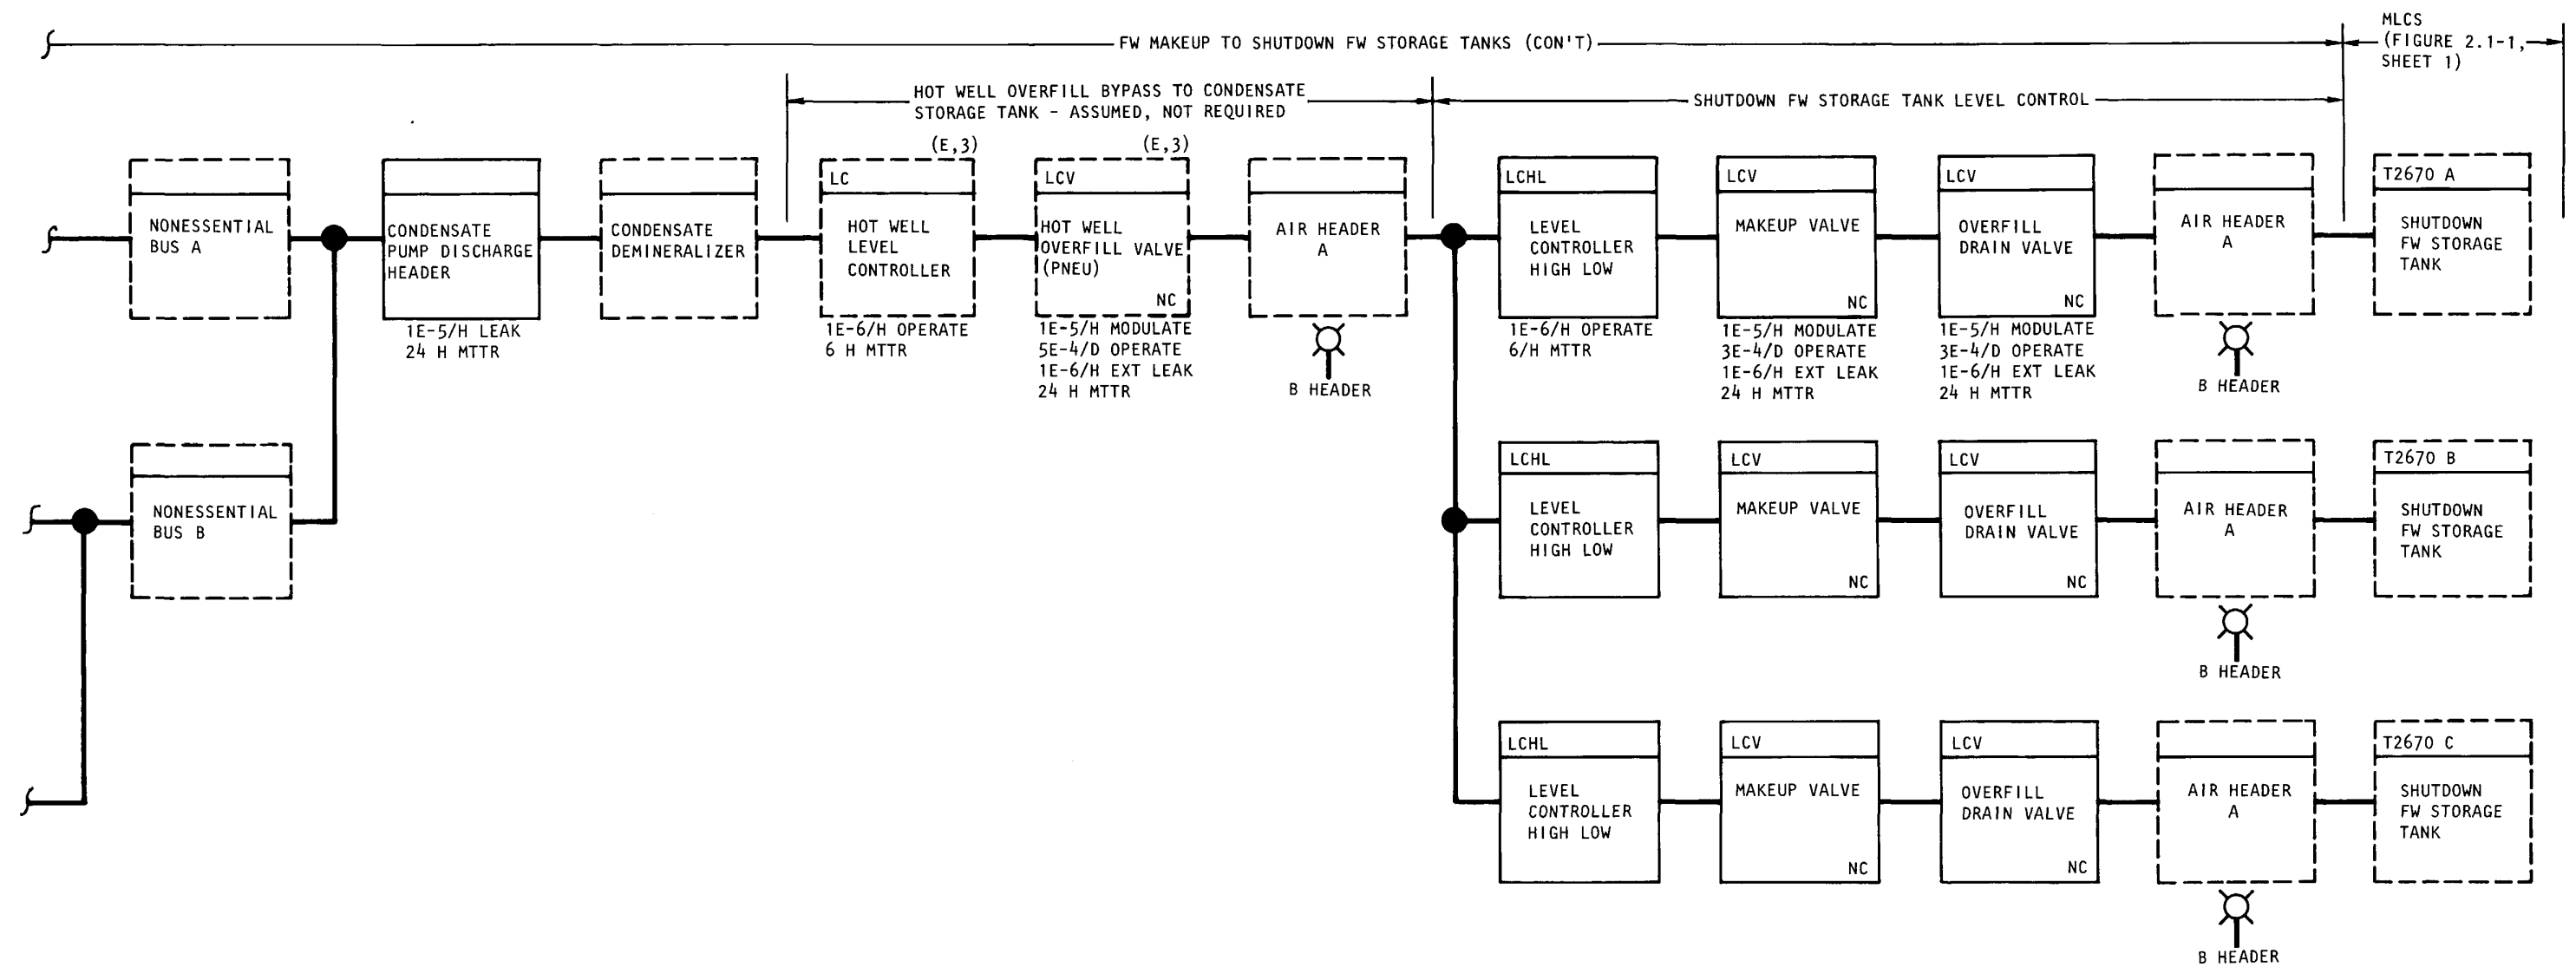 FW MAKEUP TO SHUTDOWN FW STORAGE TANKS (CON'T)
MLCS
(FIGURE 2.1-1,
SHEET 1)
HOT WELL OVERFILL BYPASS TO CONDENSATE
STORAGE TANK - ASSUMED, NOT REQUIRED
SHUTDOWN FW STORAGE TANK LEVEL CONTROL
NONESSENTIAL
BUS A
CONDENSATE
PUMP DISCHARGE
HEADER
1E-5/H LEAK
24 H MTTR
CONDENSATE
DEMINERALIZER
(E,3)
LC
HOT WELL
LEVEL
CONTROLLER
1E-6/H OPERATE
6 H MTTR
(E,3)
LCV
HOT WELL
OVERFILL VALVE
(PNEU)
NC
1E-5/H MODULATE
5E-4/D OPERATE
1E-6/H EXT LEAK
24 H MTTR
AIR HEADER
A
B HEADER
LCHL
LEVEL
CONTROLLER
HIGH LOW
1E-6/H OPERATE
6/H MTTR
LCV
MAKEUP VALVE
NC
1E-5/H MODULATE
3E-4/D OPERATE
1E-6/H EXT LEAK
24 H MTTR
LCV
OVERFILL
DRAIN VALVE
NC
1E-5/H MODULATE
3E-4/D OPERATE
1E-6/H EXT LEAK
24 H MTTR
AIR HEADER
A
B HEADER
T2670 A
SHUTDOWN
FW STORAGE
TANK
NONESSENTIAL
BUS B
LCHL
LEVEL
CONTROLLER
HIGH LOW
LCV
MAKEUP VALVE
NC
LCV
OVERFILL
DRAIN VALVE
NC
AIR HEADER
A
B HEADER
T2670 B
SHUTDOWN
FW STORAGE
TANK
LCHL
LEVEL
CONTROLLER
HIGH LOW
LCV
MAKEUP VALVE
NC
LCV
OVERFILL
DRAIN VALVE
NC
AIR HEADER
A
B HEADER
T2670 C
SHUTDOWN
FW STORAGE
TANK